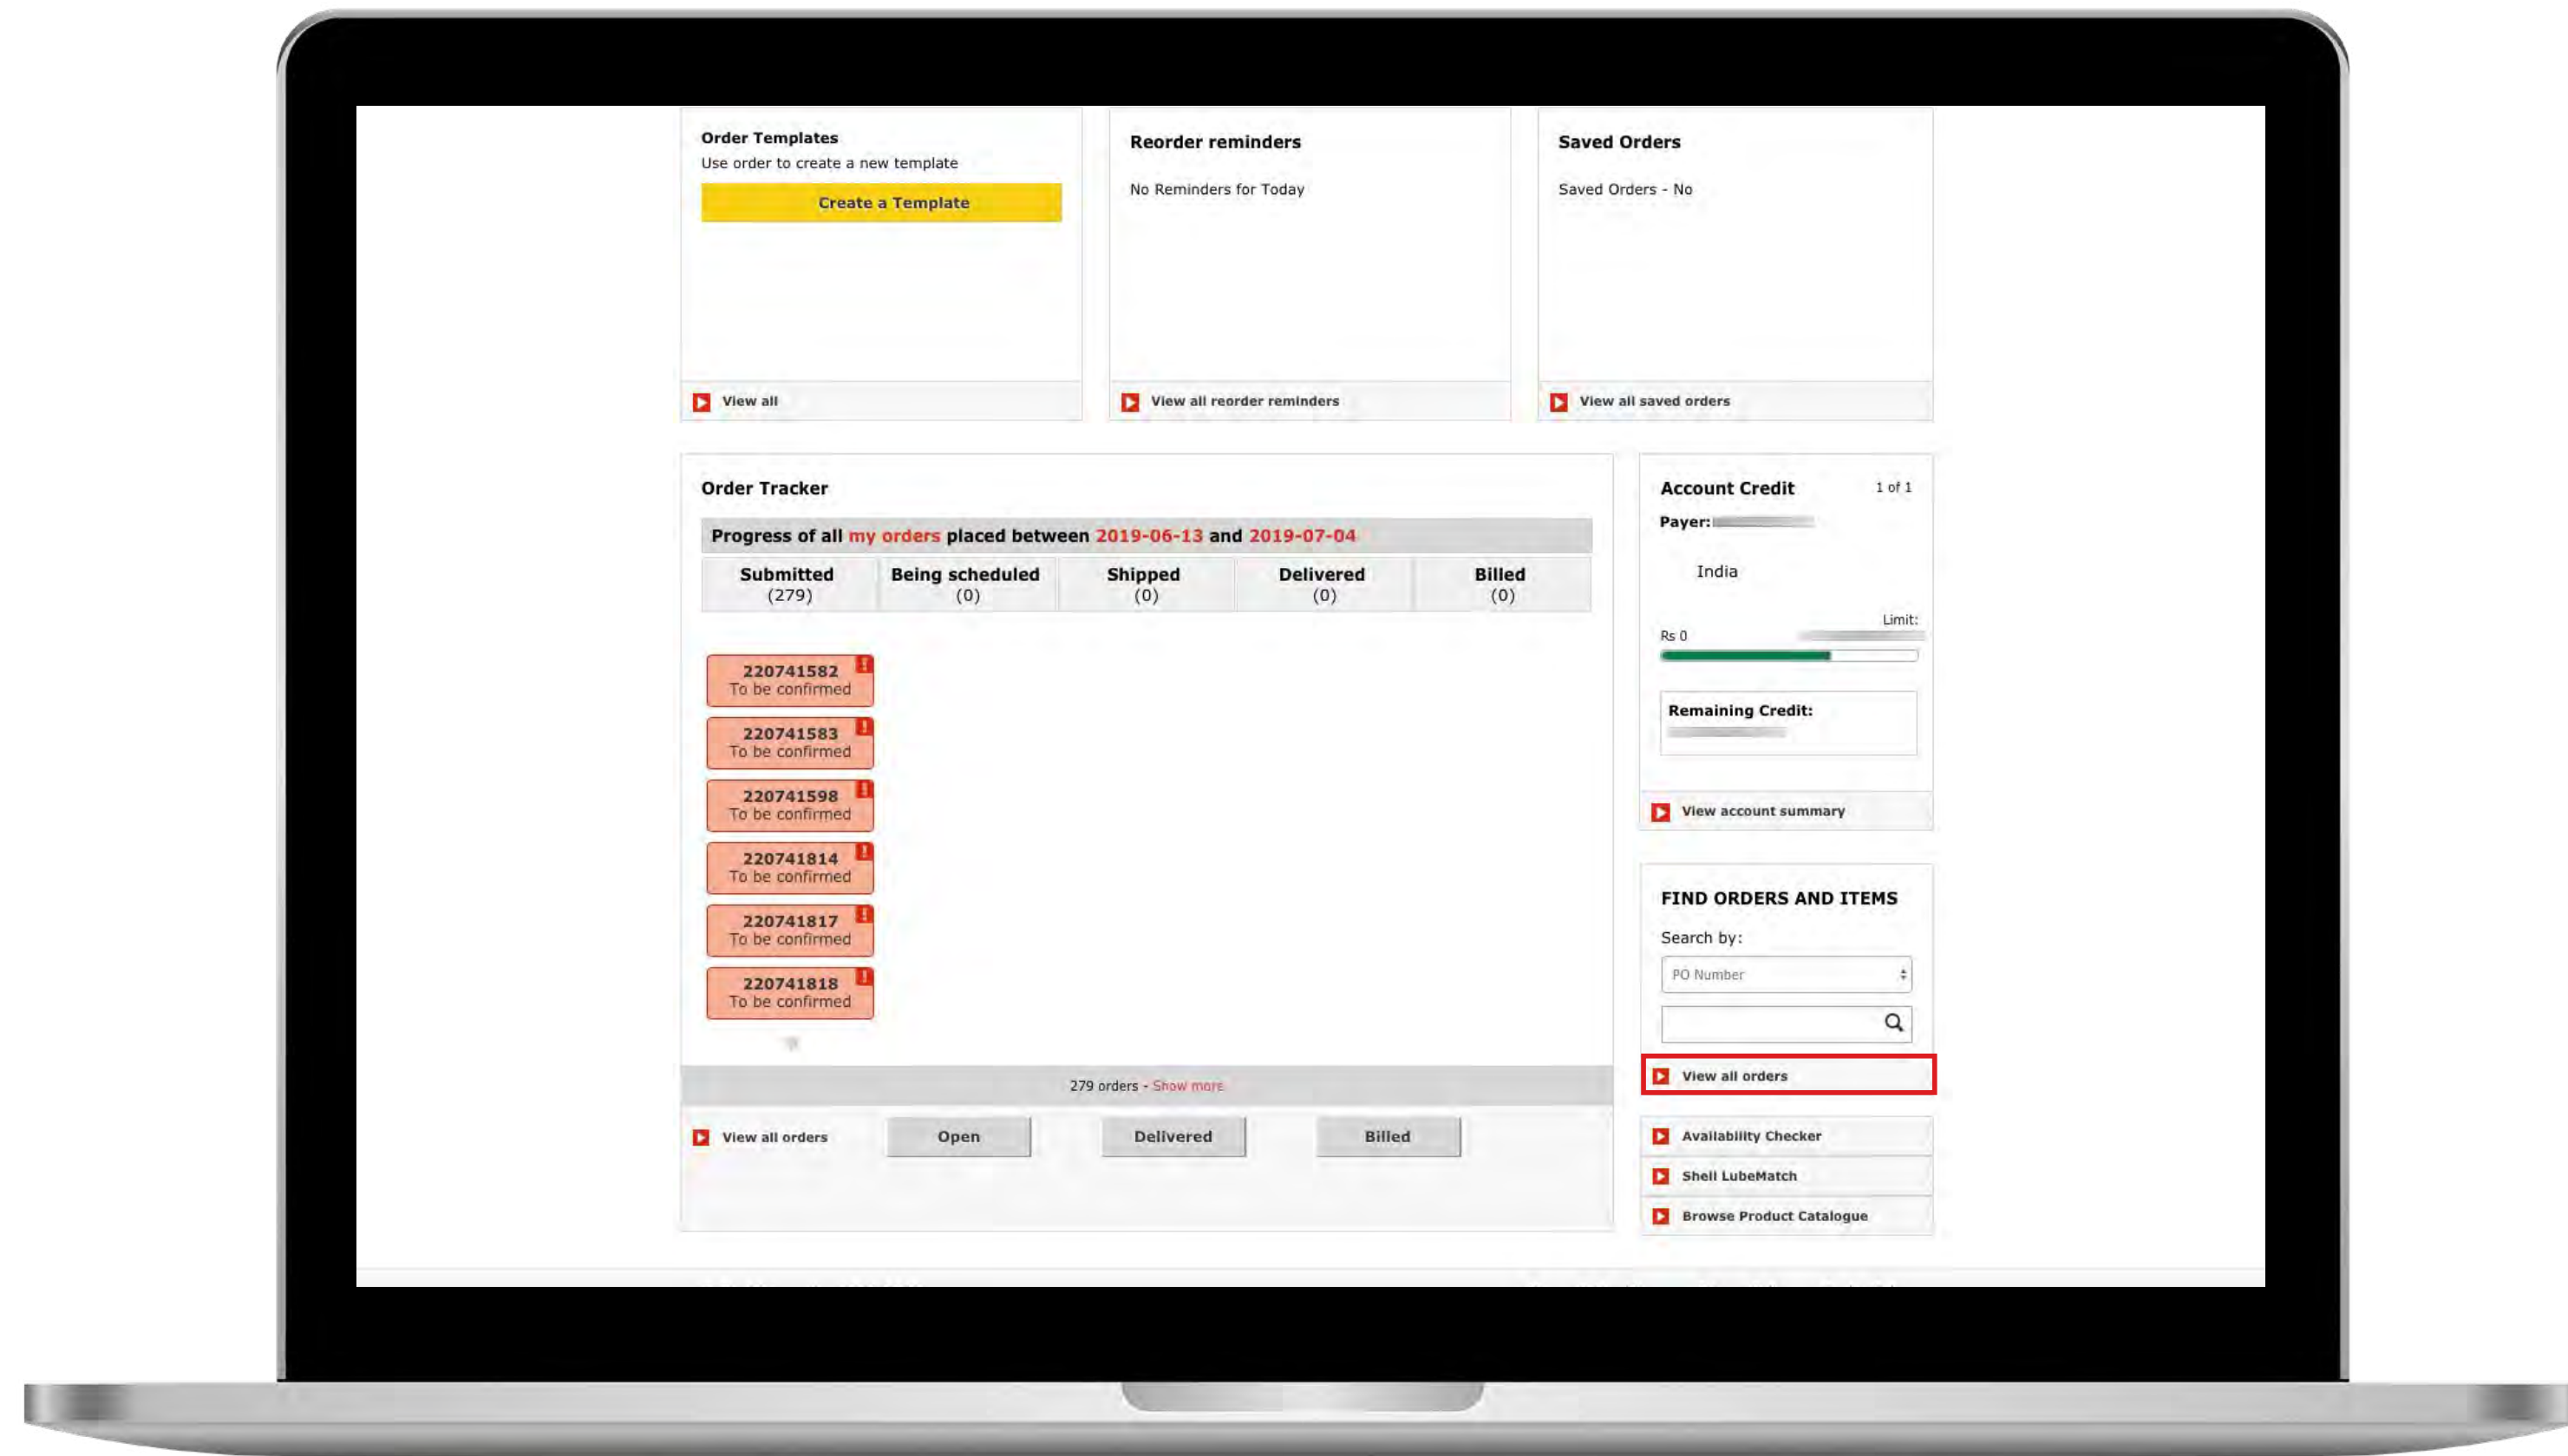 Order Templates
Use order to create a new template
Create a Template
View all
Reorder reminders
No Reminders for Today
View all reorder reminders
Saved Orders
Saved Orders - No
View all saved orders
Order Tracker
Progress of all my orders placed between 2019-06-13 and 2019-07-04
Submitted
(279)
Being scheduled
(0)
Shipped
(0)
Delivered
(0)
Billed
(0)
220741582
To be confirmed
220741583
To be confirmed
220741598
To be confirmed
220741814
To be confirmed
220741817
To be confirmed
220741818
To be confirmed
279 orders - Show more
View all orders
Open
Delivered
Billed
Account Credit
1 of 1
Payer:
India
Limit:
Rs 0
Remaining Credit:
View account summary
FIND ORDERS AND ITEMS
Search by:
PO Number
View all orders
Availability Checker
Shell LubeMatch
Browse Product Catalogue